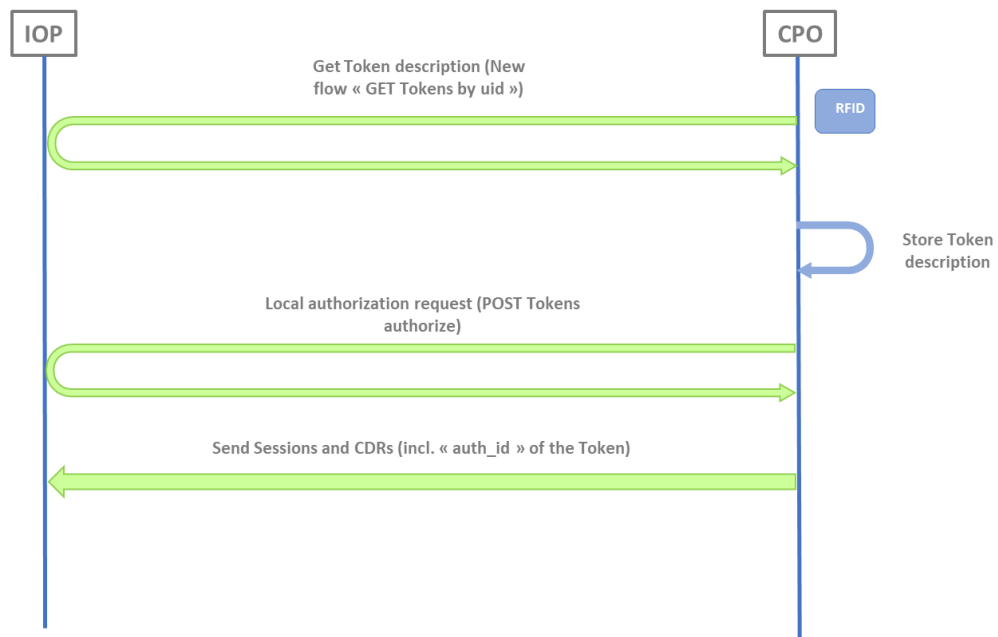 IOP
CPO
Get Token description (New
flow « GET Tokens by uid »)
RFID
Store Token
description
Local authorization request (POST Tokens
authorize)
Send Sessions and CDRs (incl. « auth_id » of the Token)